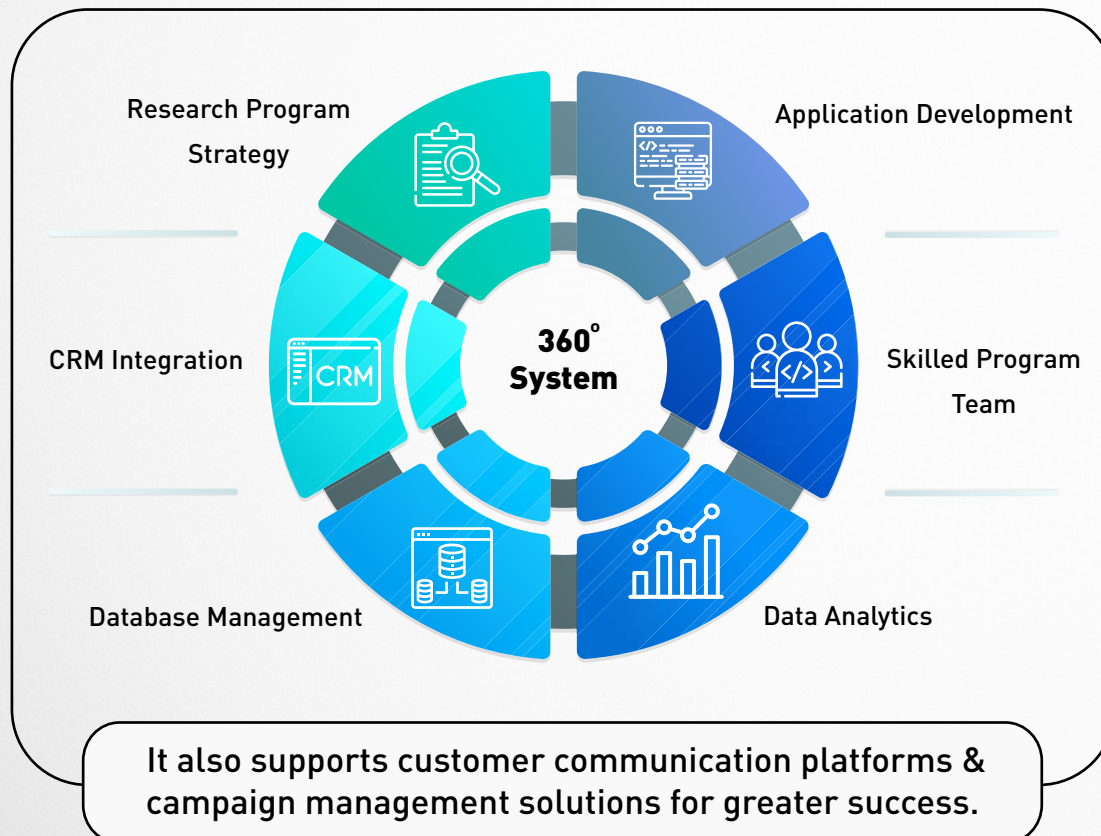 Research Program
Strategy
Application Development
</>
CRM Integration
CRM
360°
System
< </> >
Skilled Program
Team
Database Management
Data Analytics
It also supports customer communication platforms &
campaign management solutions for greater success.